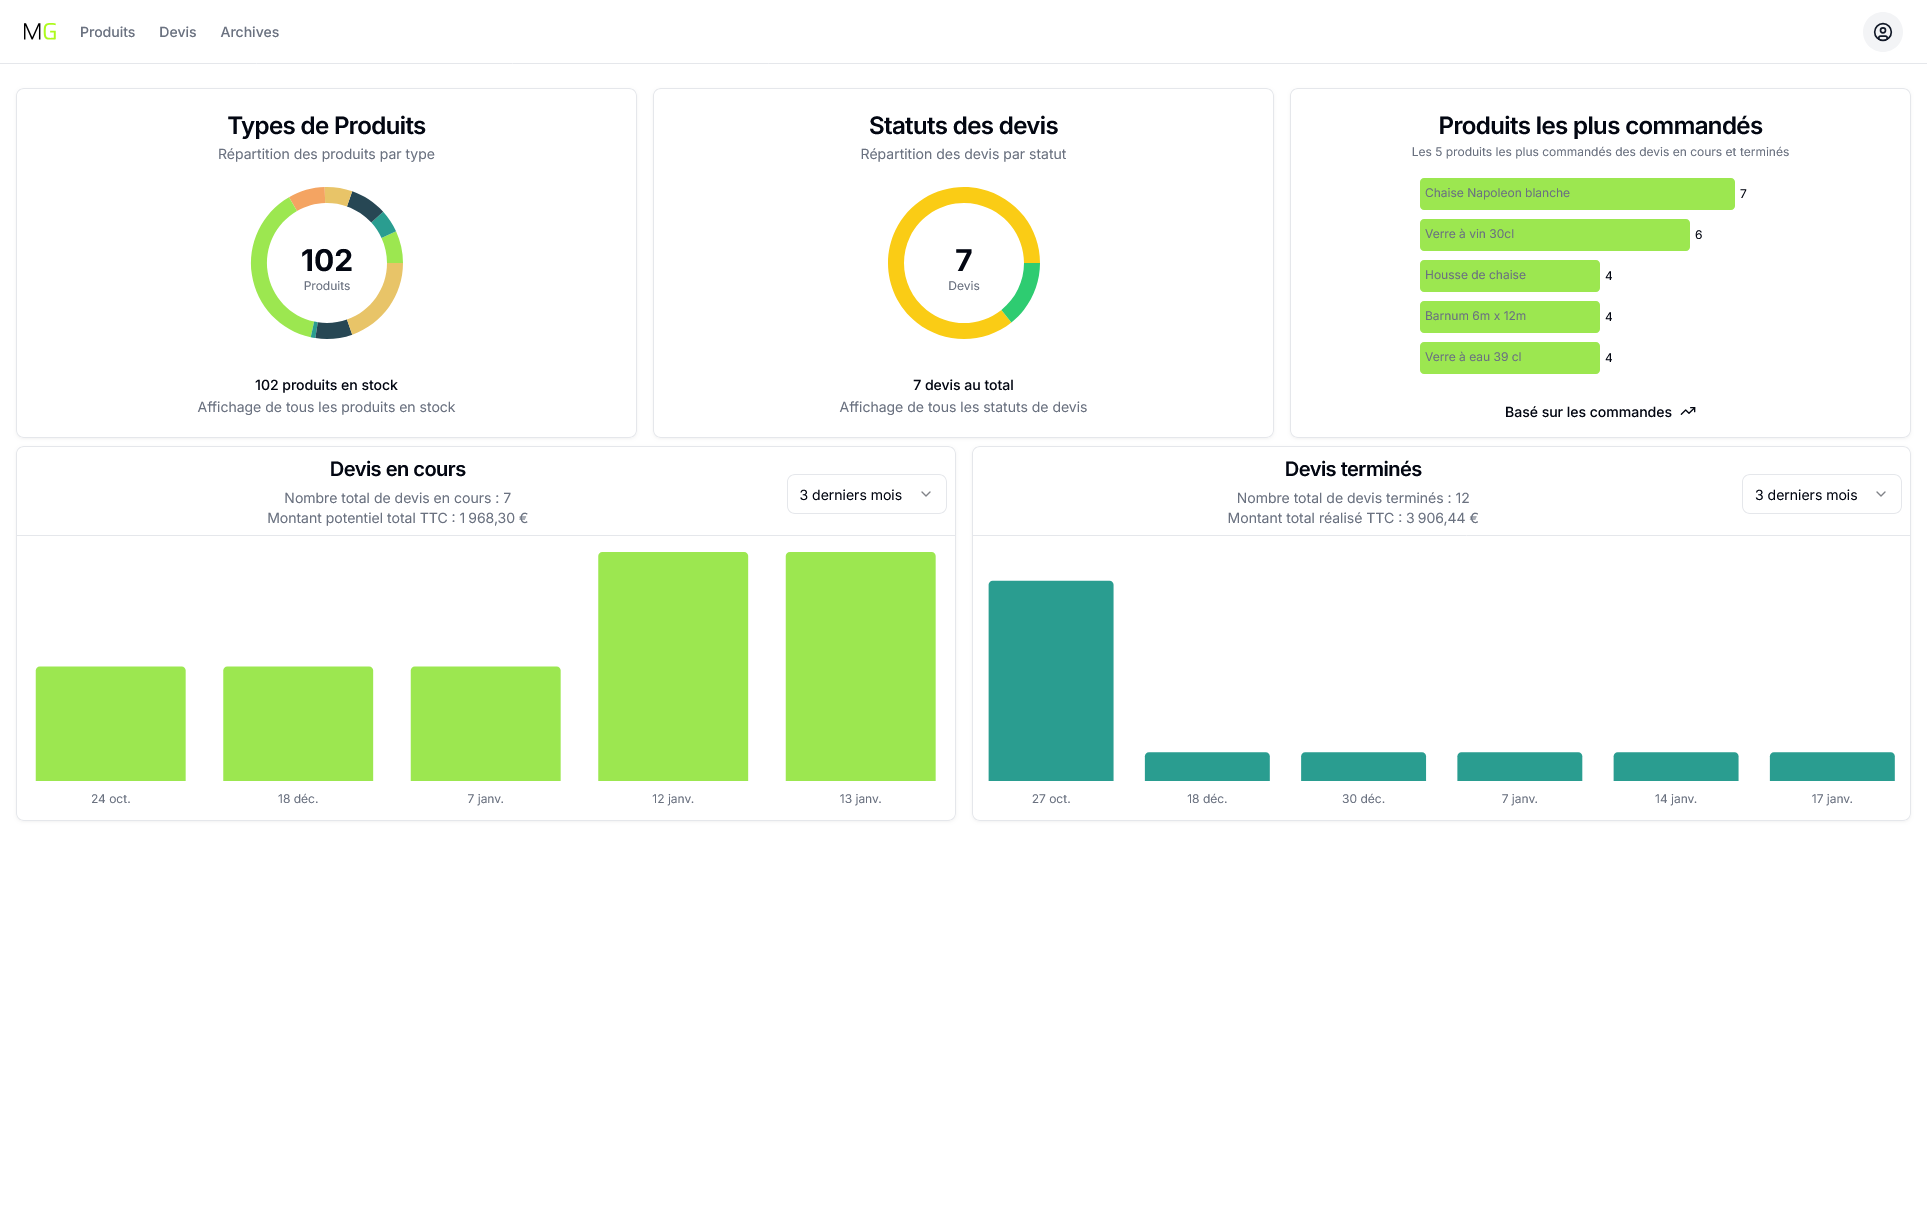 MG
Produits
Devis
Archives
Types de Produits
Répartition des produits par type
102
Produits
102 produits en stock
Affichage de tous les produits en stock
Statuts des devis
Répartition des devis par statut
7
Devis
7 devis au total
Affichage de tous les statuts de devis
Produits les plus commandés
Les 5 produits les plus commandés des devis en cours et terminés
Chaise Napoleon blanche 7
Verre à vin 30cl 6
Housse de chaise 4
Barnum 6m x 12m 4
Verre à eau 39 cl 4
Basé sur les commandes
Devis en cours
Nombre total de devis en cours : 7
Montant potentiel total TTC : 1 968,30 €
3 derniers mois
24 oct. 18 déc. 7 janv. 12 janv. 13 janv.
Devis terminés
Nombre total de devis terminés : 12
Montant total réalisé TTC : 3 906,44 €
3 derniers mois
27 oct. 18 déc. 30 déc. 7 janv. 14 janv. 17 janv.